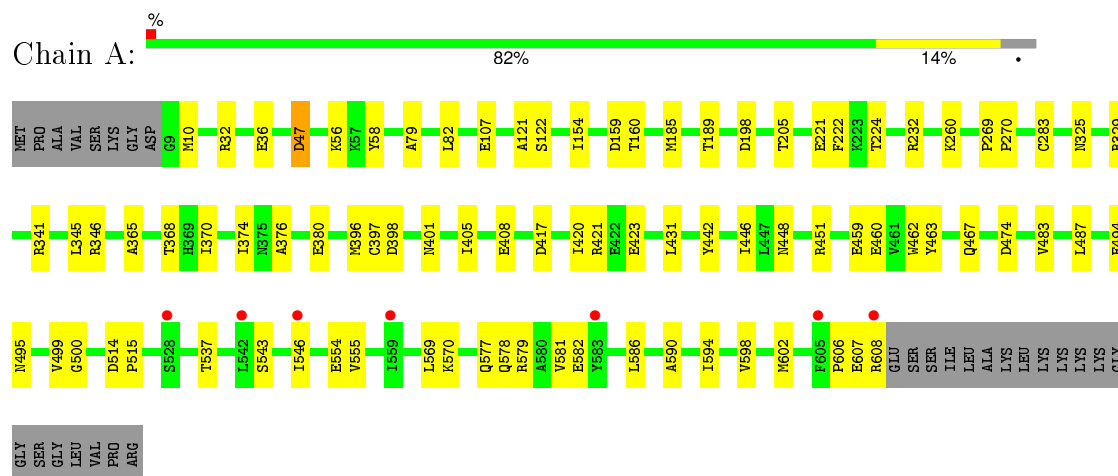 %
Chain A:
82% 14% •
MET PRO ALA VAL SER LYS GLY ASP G9 M10 R32 E36 D47 K56 K57 Y58 A79 L82 E107 A121 S122 I154 D159 T160 M185 T189 D198 T205 E221 F222 K223 T224 R232 K260 P269 P270 C283 N325
R341 L345 R346 A365 T368 H369 I370 I374 N375 A376 E380 M396 C397 D398 N401 I405 E408 D417 I420 R421 E422 E423 L431 Y442 I446 L447 N448 R451 E459 E460 V461 W462 Y463 Q467 D474 V483 L487
N495 V499 G500 D514 P515 S528 T537 L542 S543 I546 E554 V555 I559 L569 K570 Q577 Q578 R579 A580 V581 E582 Y583 L586 A590 I594 V598 M602 F605 P606 E607 R608 GLU SER SER ILE LEU ALA LYS LEU LYS LYS LYS LYS GLY
GLY SER GLY LEU VAL PRO ARG